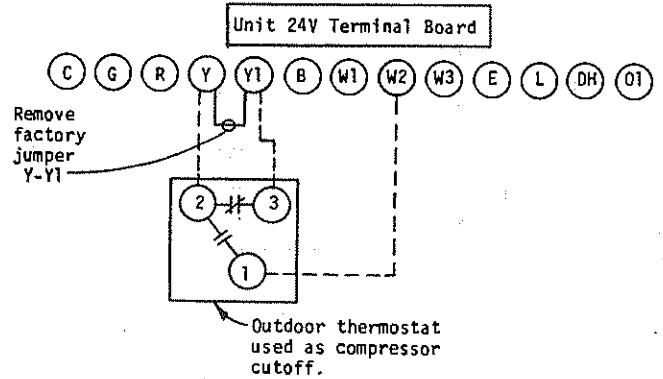 Unit 24V Terminal Board
C G R Y Y1 B W1 W2 W3 E L DH O1
Remove
factory
jumper
Y-Y1
2 3
1
Outdoor thermostat
used as compressor
cutoff.